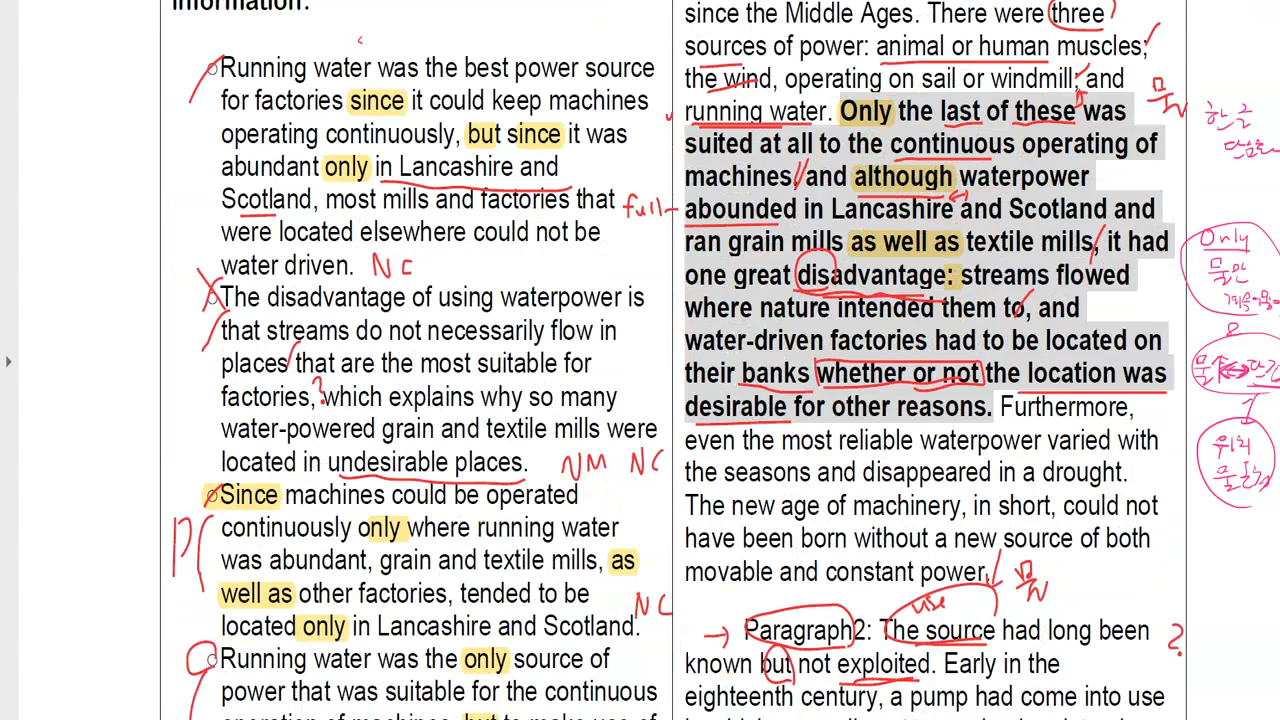 information?
Running water was the best power source
for factories since it could keep machines
operating continuously, but since it was
abundant only in Lancashire and
Scotland, most mills and factories that
were located elsewhere could not be
water driven. NC
The disadvantage of using waterpower is
that streams do not necessarily flow in
places that are the most suitable for
factories, which explains why so many
water-powered grain and textile mills were
located in undesirable places. NM NC
Since machines could be operated
continuously only where running water
was abundant, grain and textile mills, as
well as other factories, tended to be
located only in Lancashire and Scotland.
NC
Running water was the only source of
power that was suitable for the continuous
since the Middle Ages. There were three
sources of power: animal or human muscles;
the wind, operating on sail or windmill; and
running water. Only the last of these was
suited at all to the continuous operating of
machines, and although waterpower
abounded in Lancashire and Scotland and
ran grain mills as well as textile mills, it had
one great disadvantage: streams flowed
where nature intended them to, and
water-driven factories had to be located on
their banks whether or not the location was
desirable for other reasons. Furthermore,
even the most reliable waterpower varied with
the seasons and disappeared in a drought.
The new age of machinery, in short, could not
have been born without a new source of both
movable and constant power.
use
Paragraph 2: The source had long been
known but not exploited. Early in the
eighteenth century, a pump had come into use
full
한글
Only
물만
위치